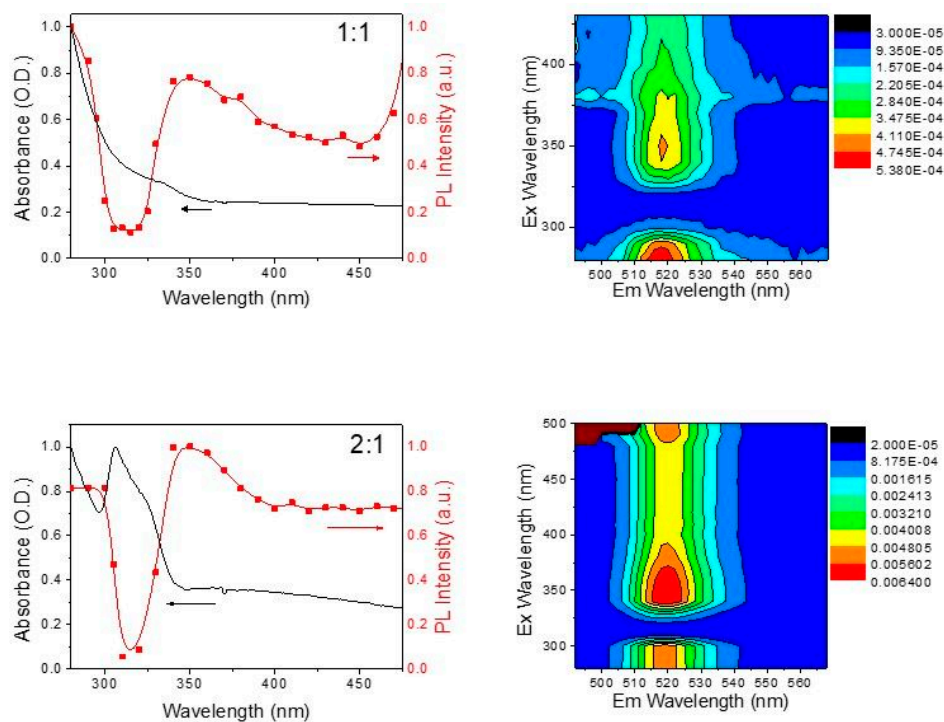 1:1
1.0
0.8
0.6
0.4
0.2
0.0
Absorbance (O.D.)
300
350
400
450
Wavelength (nm)
1.0
0.8
0.6
0.4
0.2
0.0
PL Intensity (a.u.)
400
350
300
Ex Wavelength (nm)
500 510 520 530 540 550 560
Em Wavelength (nm)
3.000E-05
9.350E-05
1.570E-04
2.205E-04
2.840E-04
3.475E-04
4.110E-04
4.745E-04
5.380E-04
2:1
1.0
0.8
0.6
0.4
0.2
0.0
Absorbance (O.D.)
300
350
400
450
Wavelength (nm)
1.0
0.8
0.6
0.4
0.2
0.0
PL Intensity (a.u.)
500
450
400
350
300
Ex Wavelength (nm)
500 510 520 530 540 550 560
Em Wavelength (nm)
2.000E-05
8.175E-04
0.001615
0.002413
0.003210
0.004008
0.004805
0.005602
0.006400